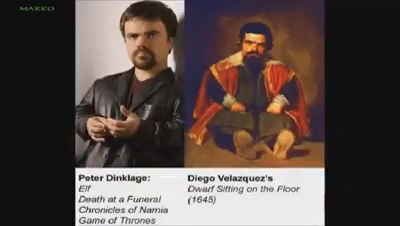 MARKO
Peter Dinklage:
Elf
Death at a Funeral
Chronicles of Narnia
Game of Thrones
Diego Velazquez's
Dwarf Sitting on the Floor
(1645)